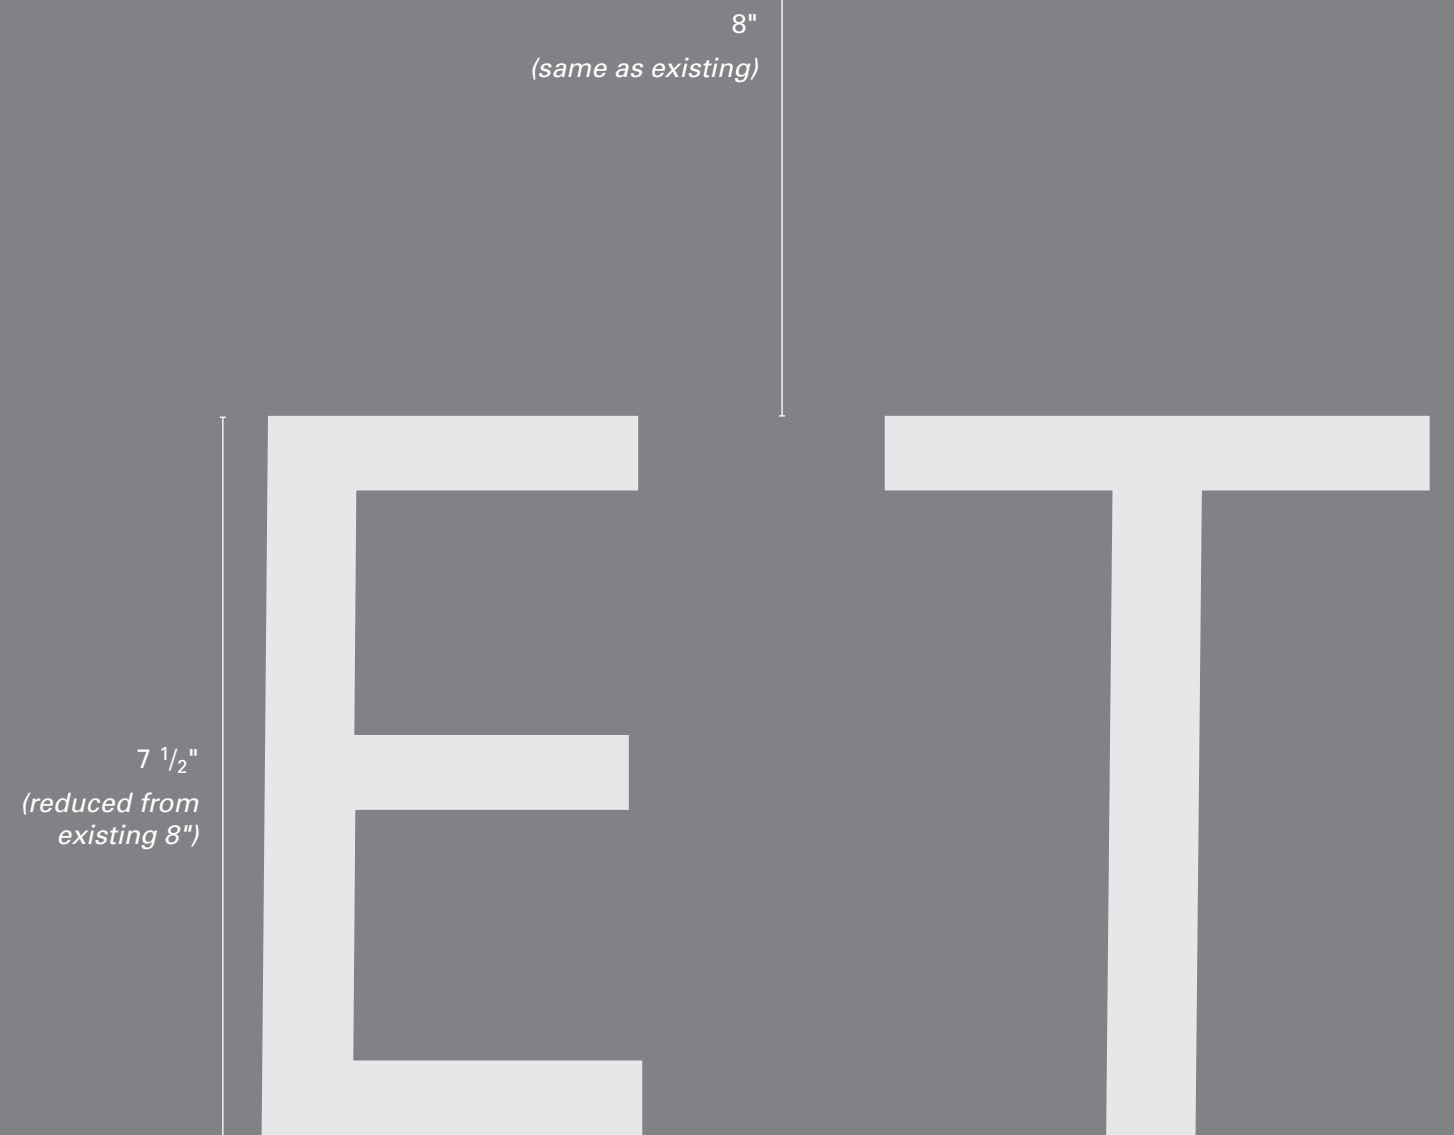 8"
(same as existing)
E T
7 1/2"
(reduced from
existing 8")